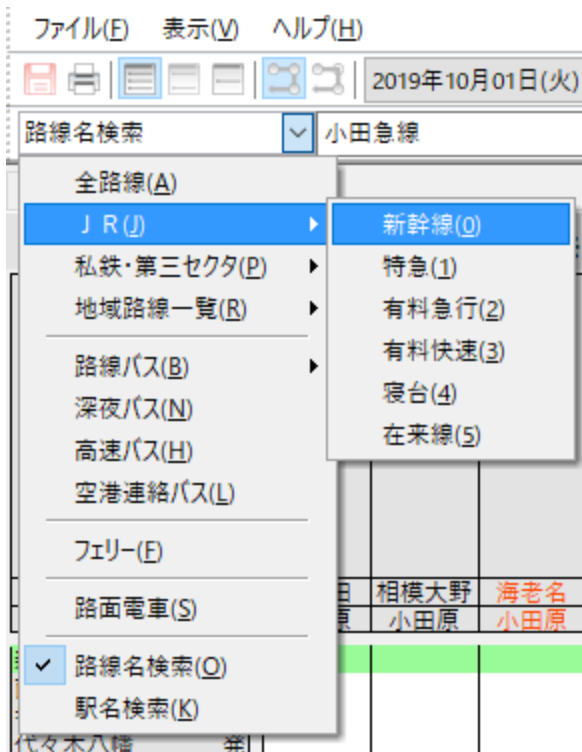 ファイル(F) 表示(V) ヘルプ(H)
2019年10月01日(火)
路線名検索 小田急線
全路線(A)
ＪＲ(J)
私鉄・第三セクタ(P)
地域路線一覧(R)
路線バス(B)
深夜バス(N)
高速バス(H)
空港連絡バス(L)
フェリー(F)
路面電車(S)
路線名検索(O)
駅名検索(K)
新幹線(0)
特急(1)
有料急行(2)
有料快速(3)
寝台(4)
在来線(5)
相模大野 海老名
小田原 小田原
代々木八幡 発